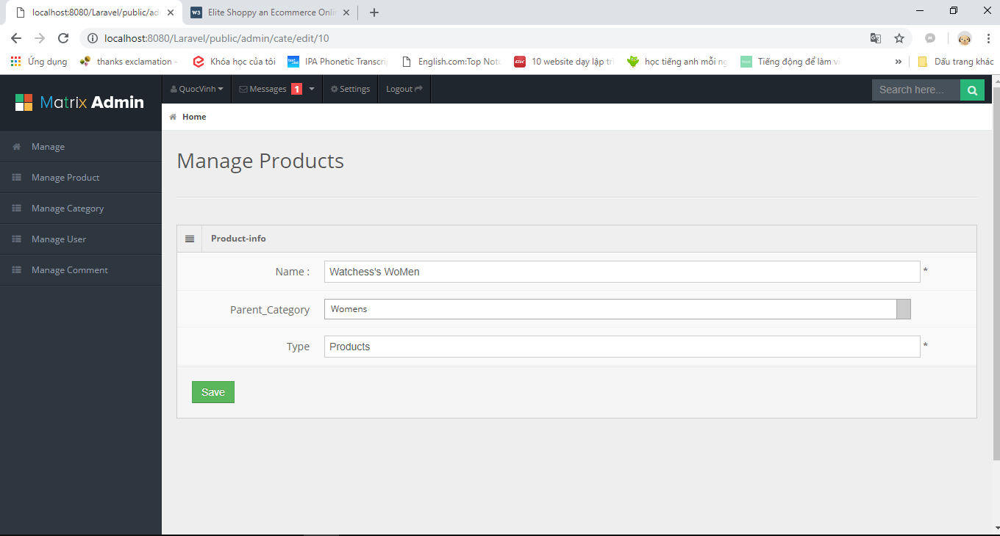 localhost:8080/Laravel/public/ad
Elite Shoppy an Ecommerce Onli
localhost:8080/Laravel/public/admin/cate/edit/10
Ứng dụng
thanks exclamation -
Khóa học của tôi
IPA Phonetic Transcrip
English.com:Top Noto
10 website dạy lập trì
học tiếng anh mỗi ng
Tiếng động để làm vi
»
Dấu trang khác
Matrix Admin
QuocVinh
Messages 1
Settings
Logout
Search here...
Home
Manage
Manage Product
Manage Category
Manage User
Manage Comment
Manage Products
Product-info
Name :
Watchess's WoMen
*
Parent_Category
Womens
Type
Products
*
Save